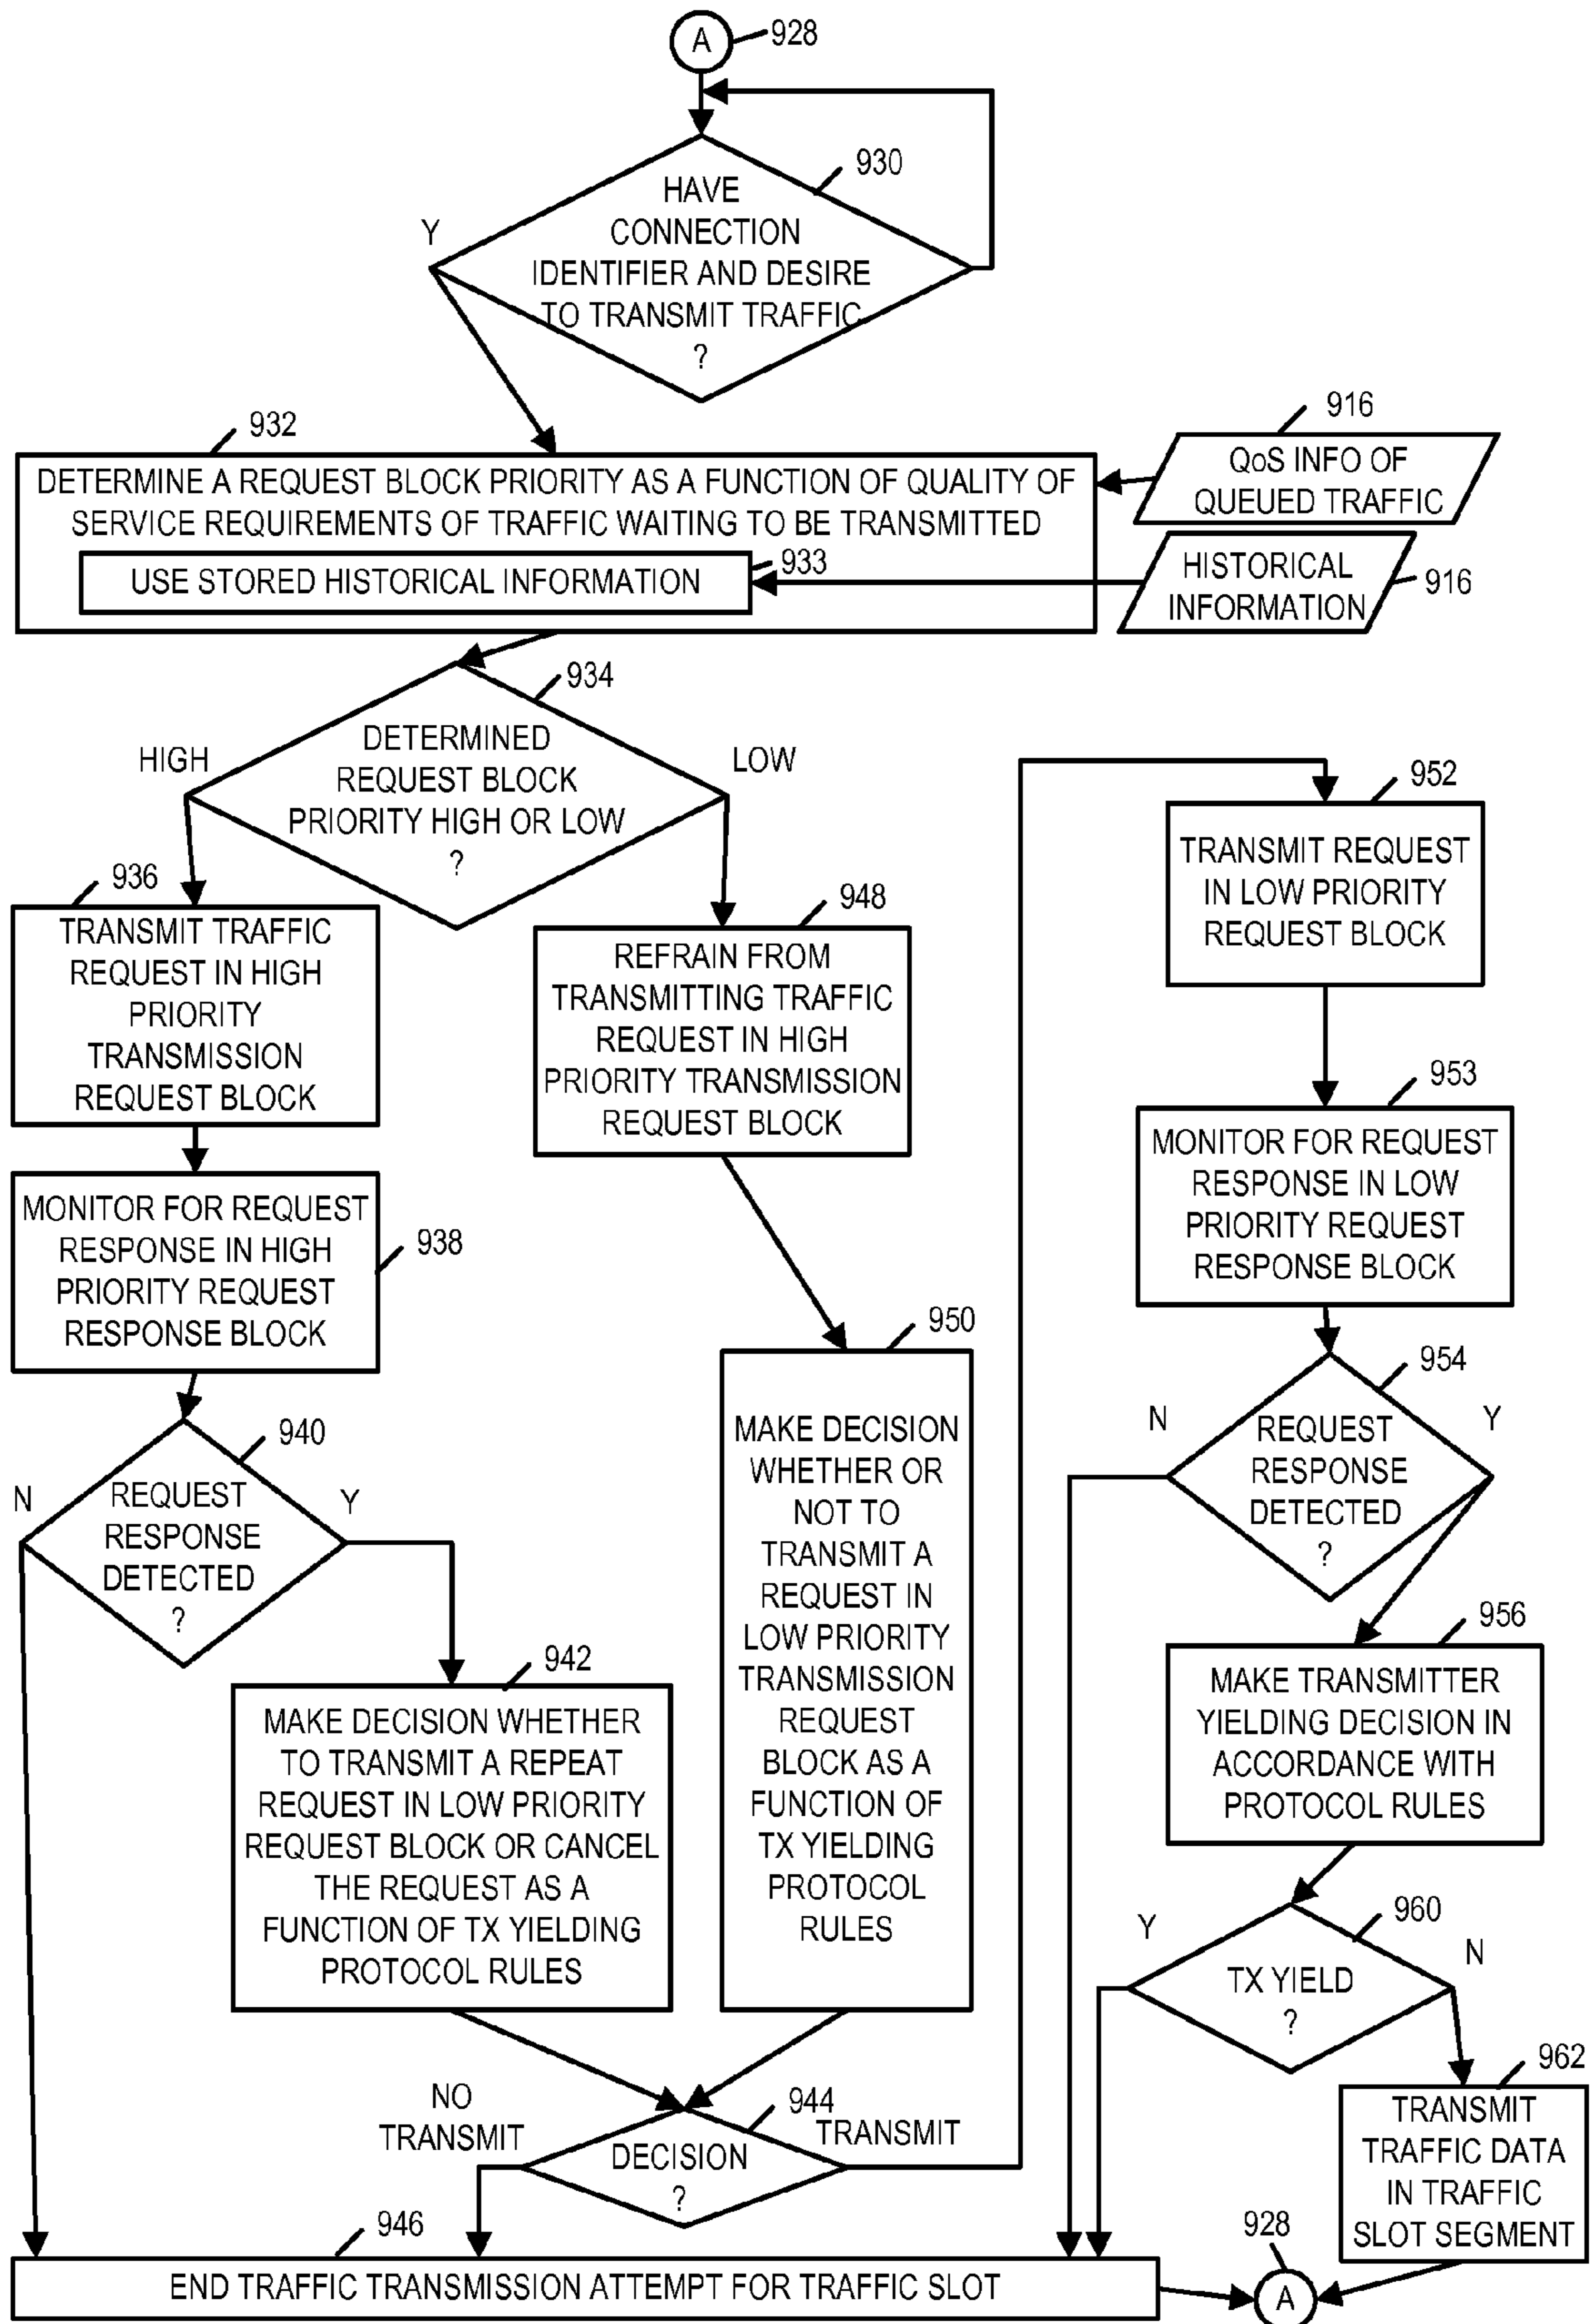 A
928
930
HAVE
CONNECTION
IDENTIFIER AND DESIRE
TO TRANSMIT TRAFFIC
?
Y
932
DETERMINE A REQUEST BLOCK PRIORITY AS A FUNCTION OF QUALITY OF
SERVICE REQUIREMENTS OF TRAFFIC WAITING TO BE TRANSMITTED
933
USE STORED HISTORICAL INFORMATION
916
QoS INFO OF
QUEUED TRAFFIC
HISTORICAL
INFORMATION
916
934
DETERMINED
REQUEST BLOCK
PRIORITY HIGH OR LOW
?
HIGH
LOW
936
TRANSMIT TRAFFIC
REQUEST IN HIGH
PRIORITY
TRANSMISSION
REQUEST BLOCK
MONITOR FOR REQUEST
RESPONSE IN HIGH
PRIORITY REQUEST
RESPONSE BLOCK
938
940
REQUEST
RESPONSE
DETECTED
?
N
Y
942
MAKE DECISION WHETHER
TO TRANSMIT A REPEAT
REQUEST IN LOW PRIORITY
REQUEST BLOCK OR CANCEL
THE REQUEST AS A
FUNCTION OF TX YIELDING
PROTOCOL RULES
948
REFRAIN FROM
TRANSMITTING TRAFFIC
REQUEST IN HIGH
PRIORITY TRANSMISSION
REQUEST BLOCK
950
MAKE DECISION
WHETHER OR
NOT TO
TRANSMIT A
REQUEST IN
LOW PRIORITY
TRANSMISSION
REQUEST
BLOCK AS A
FUNCTION OF
TX YIELDING
PROTOCOL
RULES
944
DECISION
?
NO
TRANSMIT
TRANSMIT
952
TRANSMIT REQUEST
IN LOW PRIORITY
REQUEST BLOCK
953
MONITOR FOR REQUEST
RESPONSE IN LOW
PRIORITY REQUEST
RESPONSE BLOCK
954
REQUEST
RESPONSE
DETECTED
?
N
Y
956
MAKE TRANSMITTER
YIELDING DECISION IN
ACCORDANCE WITH
PROTOCOL RULES
960
TX YIELD
?
Y
N
962
TRANSMIT
TRAFFIC DATA
IN TRAFFIC
SLOT SEGMENT
946
END TRAFFIC TRANSMISSION ATTEMPT FOR TRAFFIC SLOT
928
A